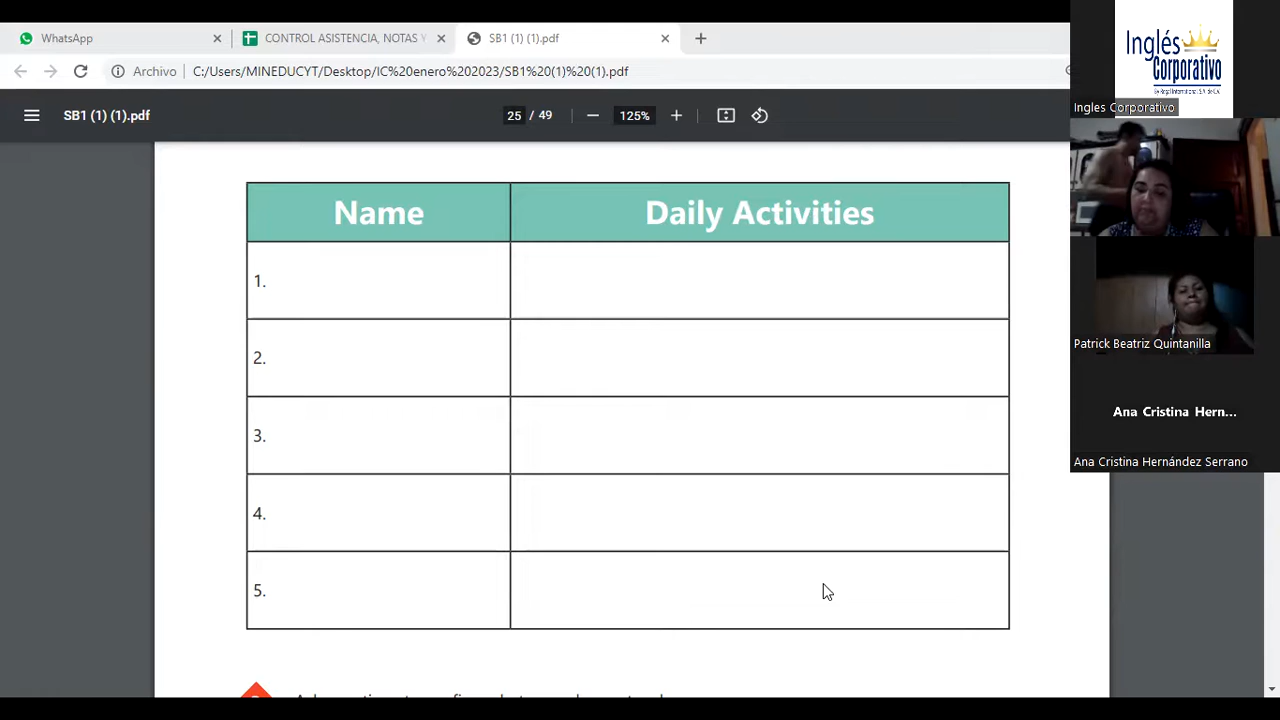 WhatsApp
CONTROL ASISTENCIA, NOTAS Y
SB1 (1) (1).pdf
Archivo
C:/Users/MINEDUCYT/Desktop/IC%20enero%202023/SB1%20(1)%20(1).pdf
SB1 (1) (1).pdf
25 / 49
125%
Name
Daily Activities
1.
2.
3.
4.
5.
Inglés
Corporativo
Ingles Corporativo
Patrick Beatriz Quintanilla
Ana Cristina Hern...
Ana Cristina Hernández Serrano